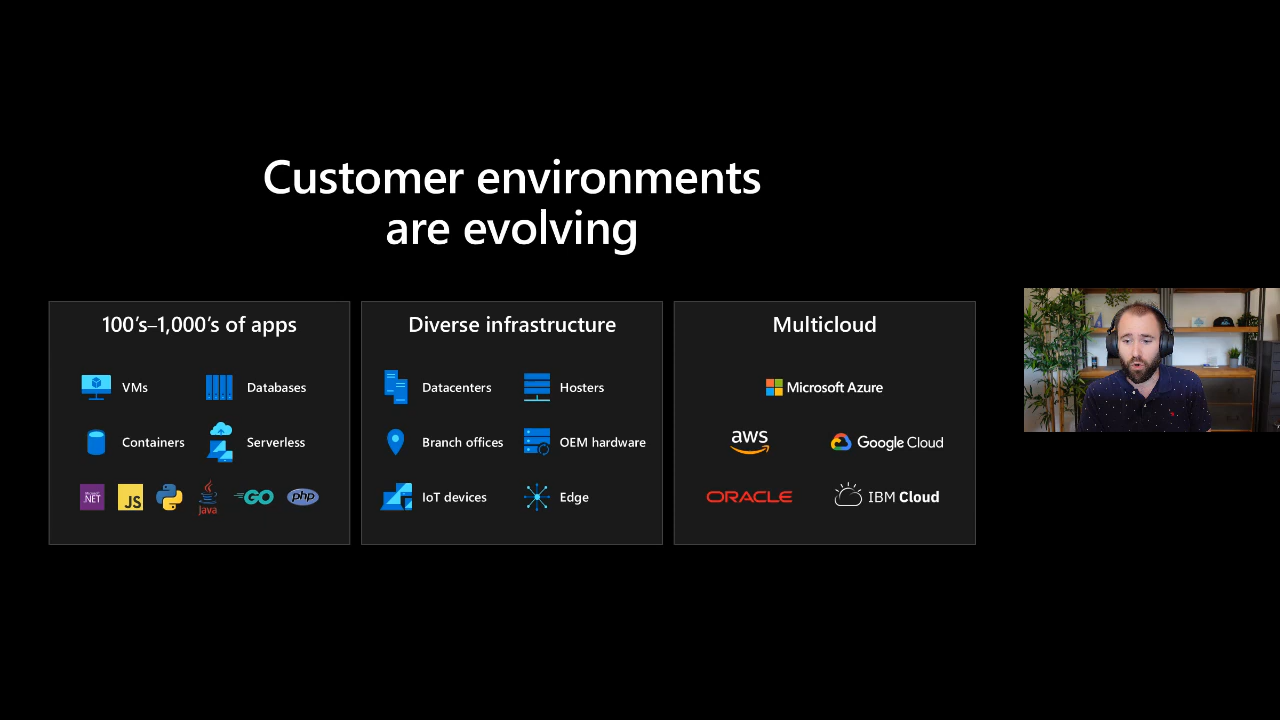 Customer environments
are evolving
100's–1,000's of apps
VMs
Databases
Containers
Serverless
.NET
JS
Java
GO
php
Diverse infrastructure
Datacenters
Hosters
Branch offices
OEM hardware
IoT devices
Edge
Multicloud
Microsoft Azure
aws
Google Cloud
ORACLE
IBM Cloud